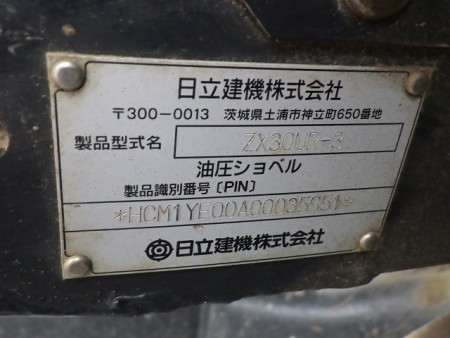 日立建機株式会社
〒300-0013 茨城県土浦市神立町650番地
製品型式名 ZX30UR-3
油圧ショベル
製品識別番号〔PIN〕
日立建機株式会社